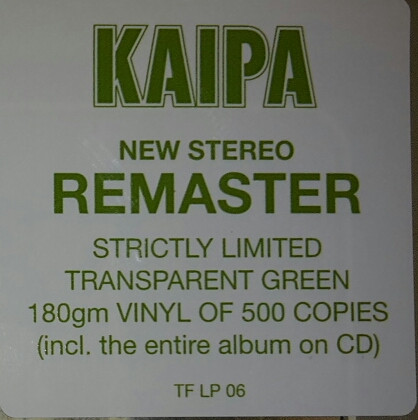 KAIPA
NEW STEREO
REMASTER
STRICTLY LIMITED
TRANSPARENT GREEN
180gm VINYL OF 500 COPIES
(incl. the entire album on CD)
TF LP 06